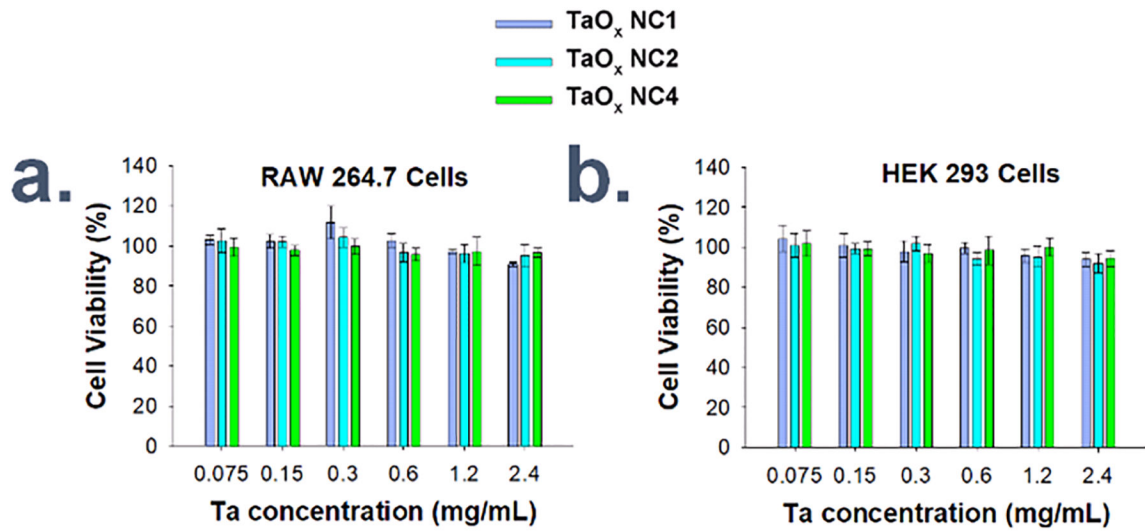 TaOx NC1
TaOx NC2
TaOx NC4
a.
RAW 264.7 Cells
Cell Viability (%)
140
120
100
80
60
40
20
0
0.075 0.15 0.3 0.6 1.2 2.4
Ta concentration (mg/mL)
b.
HEK 293 Cells
Cell Viability (%)
140
120
100
80
60
40
20
0
0.075 0.15 0.3 0.6 1.2 2.4
Ta concentration (mg/mL)